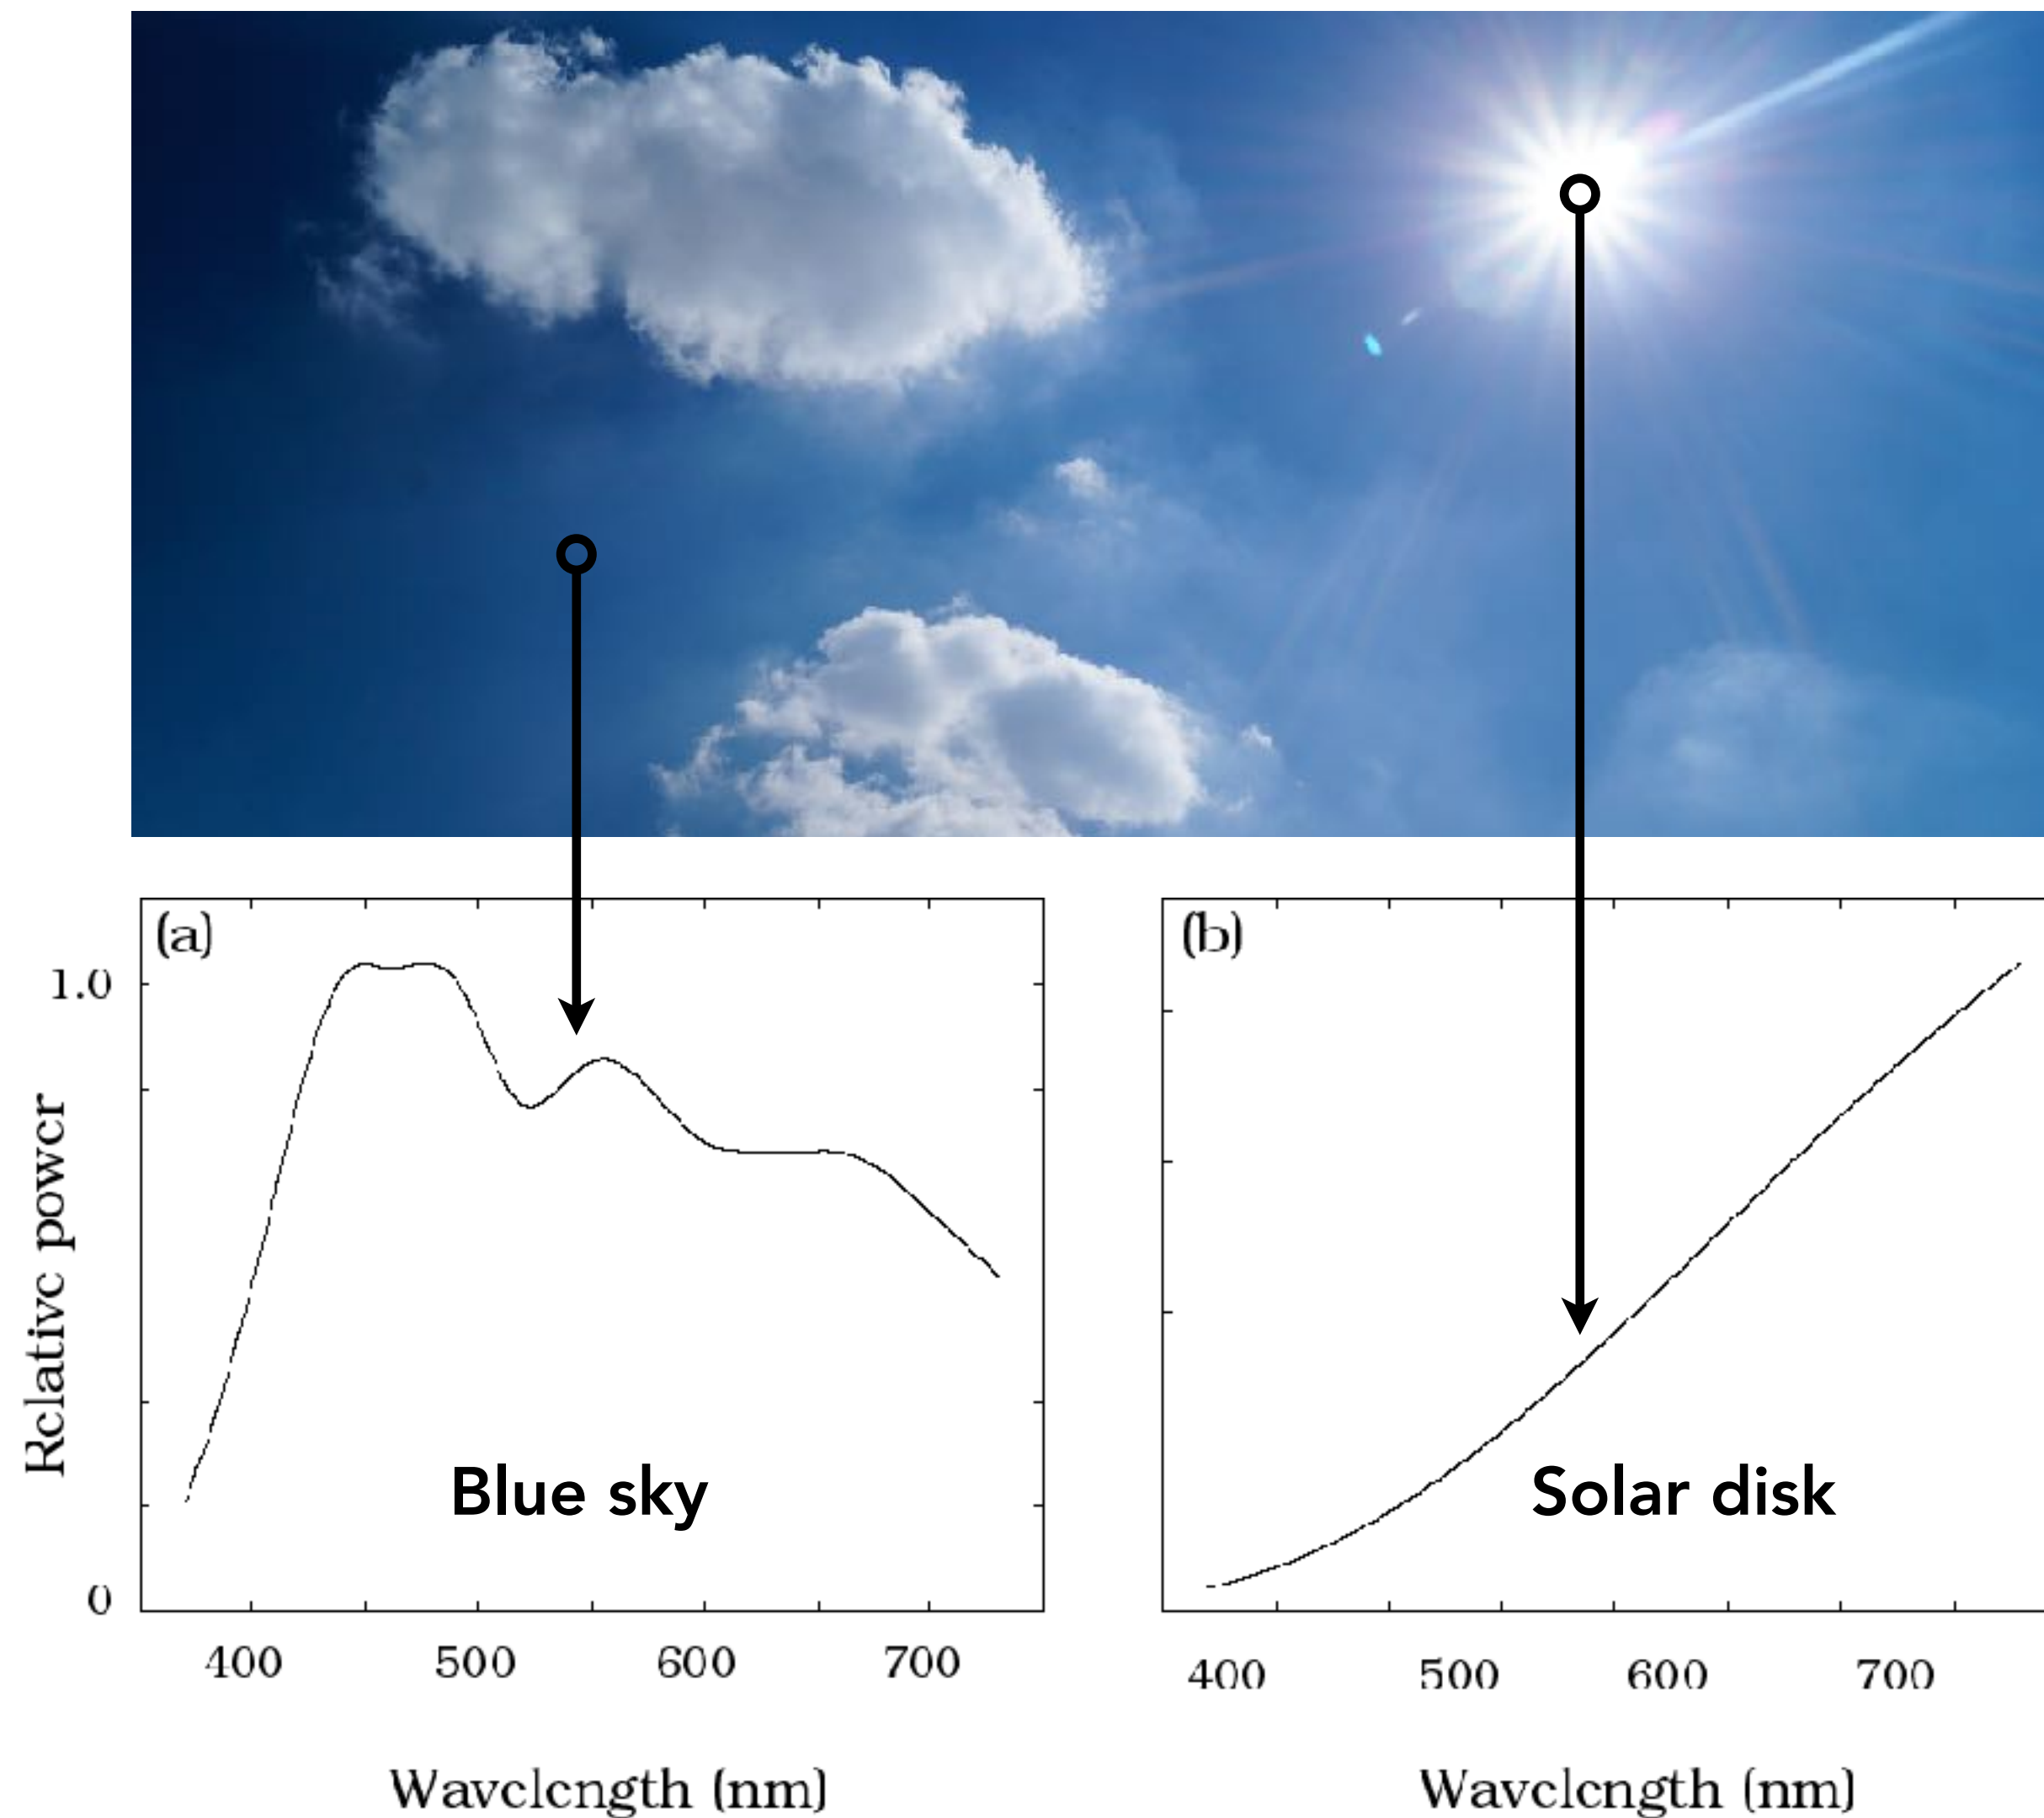 (a)
(b)
1.0
0
Relative power
Blue sky
Solar disk
400 500 600 700
400 500 600 700
Wavelength (nm)
Wavelength (nm)